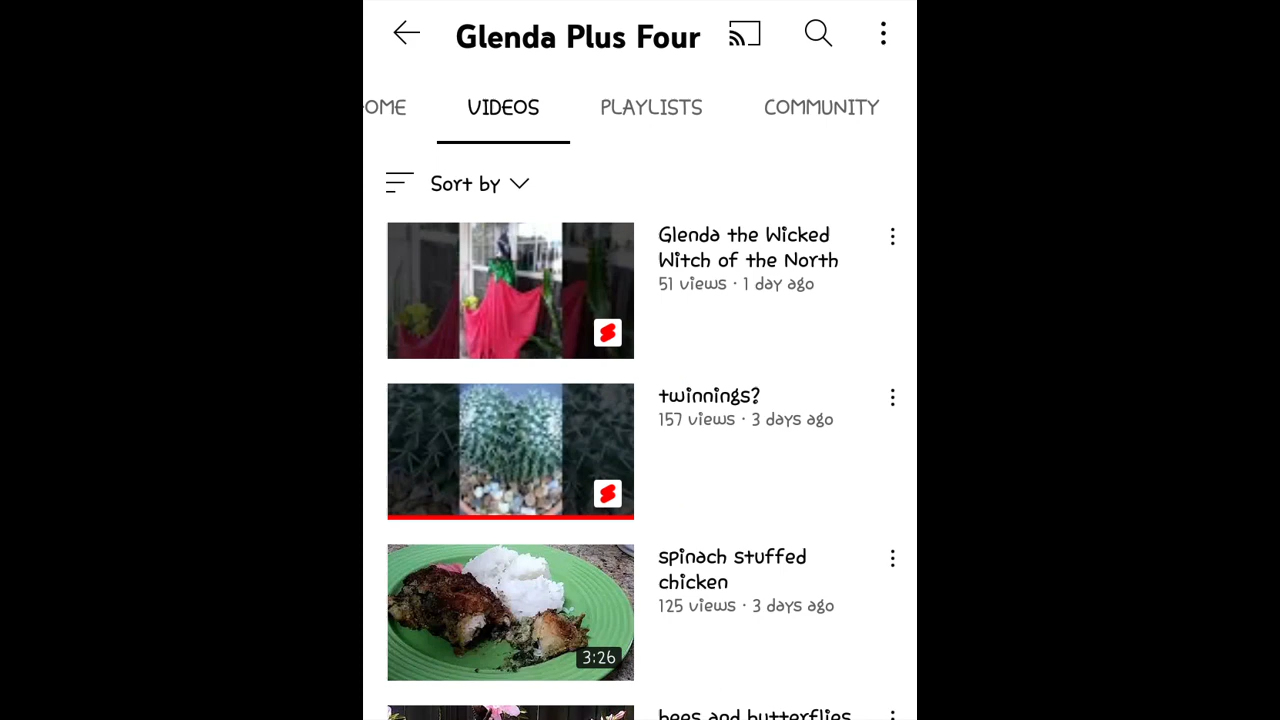 Glenda Plus Four
OME
VIDEOS
PLAYLISTS
COMMUNITY
Sort by
Glenda the Wicked
Witch of the North
51 views · 1 day ago
twinnings?
157 views · 3 days ago
spinach stuffed
chicken
125 views · 3 days ago
3:26
bees and butterflies